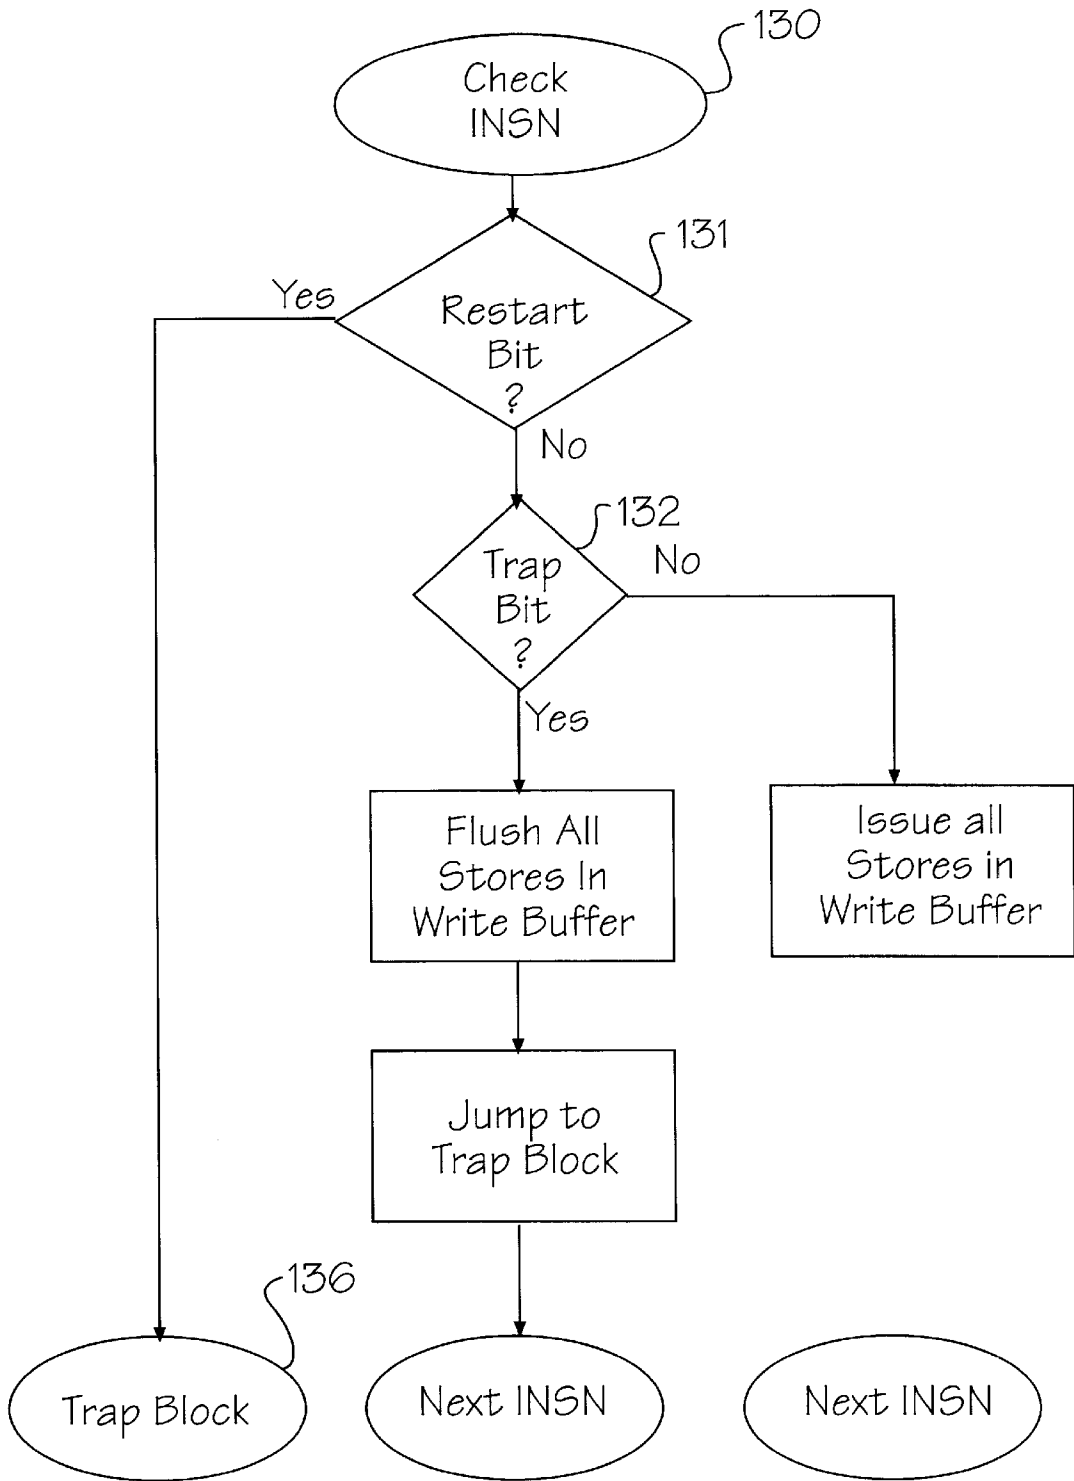 130
Check
INSN
131
Yes
Restart
Bit
?
No
132
No
Trap
Bit
?
Yes
Flush All
Stores In
Write Buffer
Issue all
Stores in
Write Buffer
Jump to
Trap Block
136
Trap Block
Next INSN
Next INSN